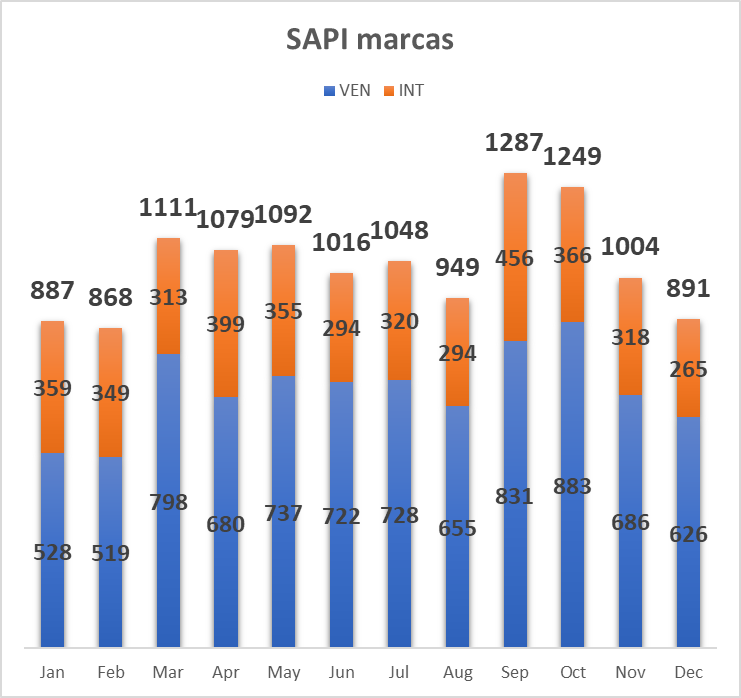 SAPI marcas
VEN INT
1287 1249
1111 1079 1092 1016 1048 949 1004
887 868 891
456 366
313 399 355 294 320 294 318
359 349 265
798 680 737 722 728 655 831 883 686
528 519 626
Jan Feb Mar Apr May Jun Jul Aug Sep Oct Nov Dec